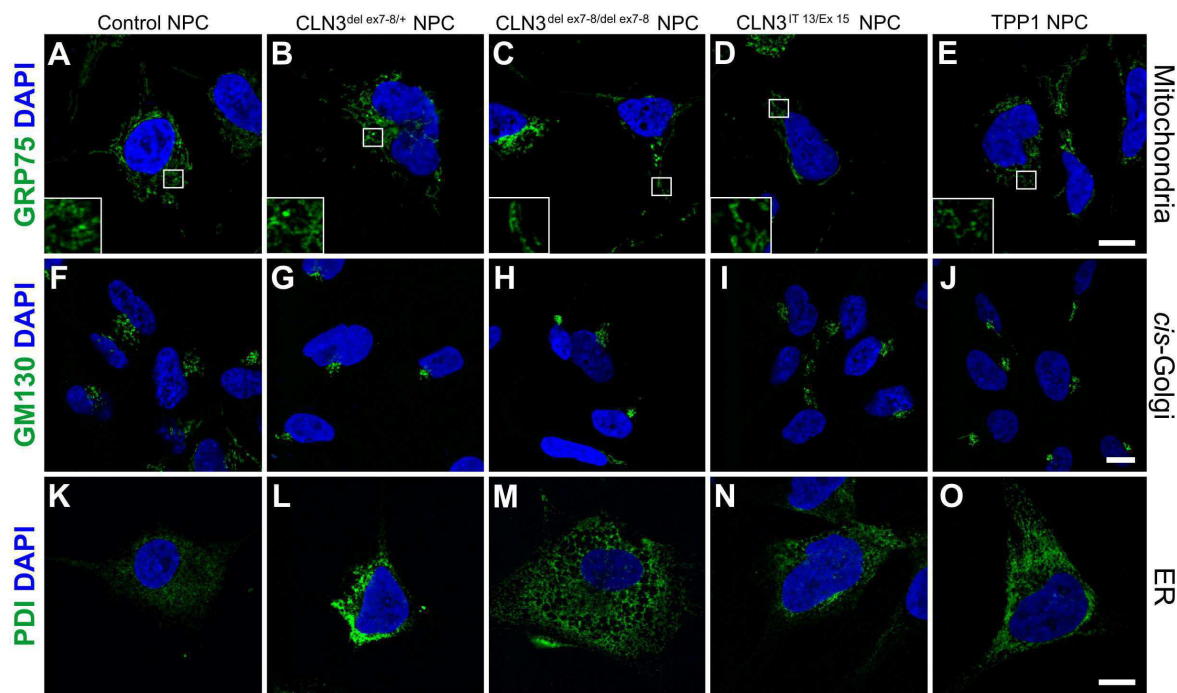 Control NPC CLN3del ex7-8/+ NPC CLN3del ex7-8/del ex7-8 NPC CLN3IT 13/Ex 15 NPC TPP1 NPC
GRP75 DAPI A B C D E Mitochondria
GM130 DAPI F G H I J cis-Golgi
PDI DAPI K L M N O ER